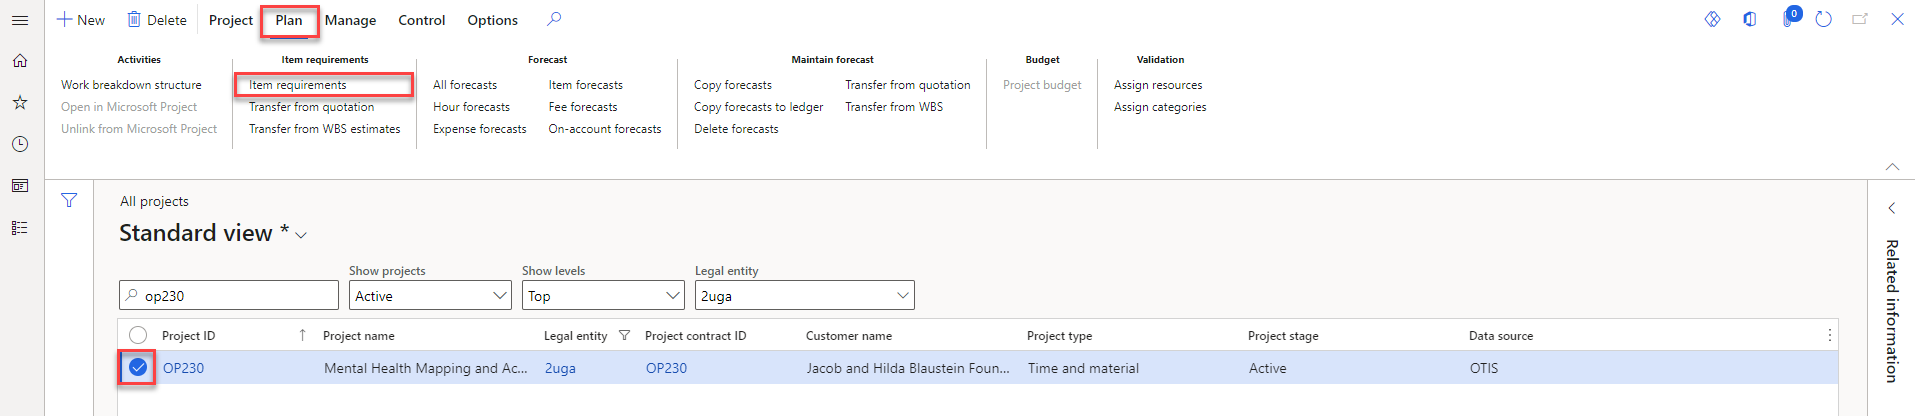 New Delete Project Plan Manage Control Options 0
Activities Item requirements Forecast Maintain forecast Budget Validation
Work breakdown structure Item requirements All forecasts Item forecasts Copy forecasts Transfer from quotation Project budget Assign resources
Open in Microsoft Project Transfer from quotation Hour forecasts Fee forecasts Copy forecasts to ledger Transfer from WBS Assign categories
Unlink from Microsoft Project Transfer from WBS estimates Expense forecasts On-account forecasts Delete forecasts
All projects
Standard view *
Show projects Show levels Legal entity
op230 Active Top 2uga
Project ID Project name Legal entity Project contract ID Customer name Project type Project stage Data source
OP230 Mental Health Mapping and Ac... 2uga OP230 Jacob and Hilda Blaustein Foun... Time and material Active OTIS
Related information